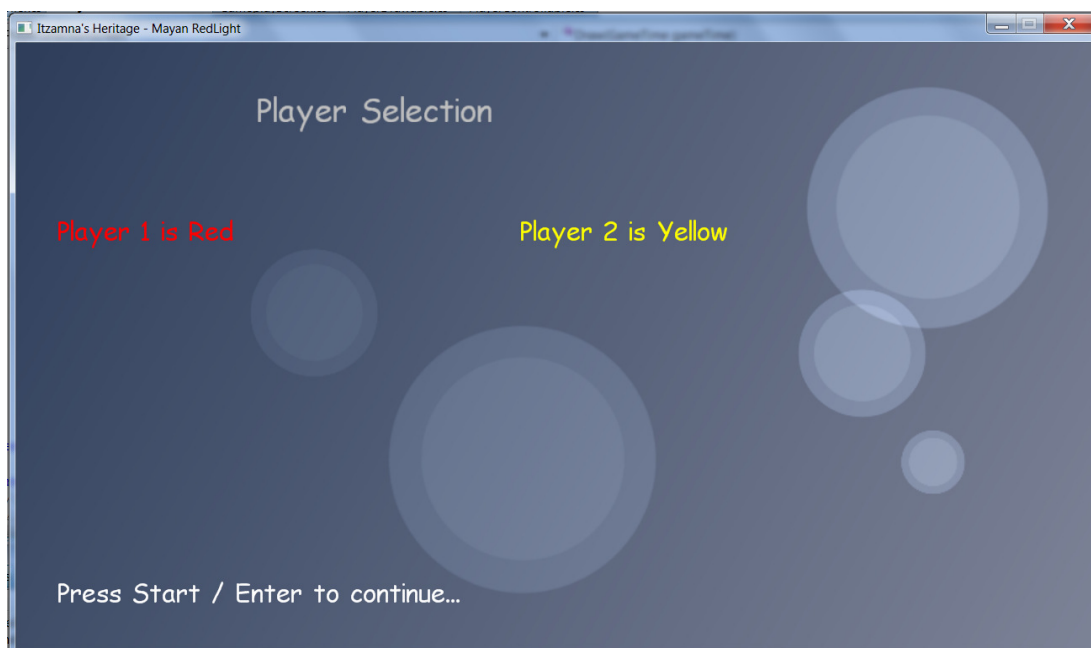 Itzamna's Heritage - Mayan RedLight
Player Selection
Player 1 is Red
Player 2 is Yellow
Press Start / Enter to continue...